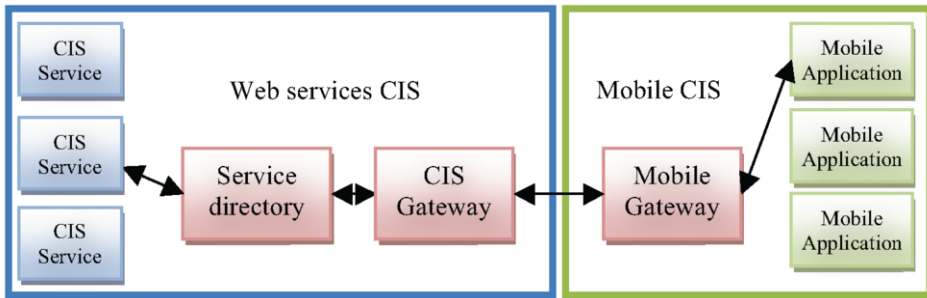 CIS
Service
CIS
Service
CIS
Service
Web services CIS
Service
directory
CIS
Gateway
Mobile CIS
Mobile
Gateway
Mobile
Application
Mobile
Application
Mobile
Application